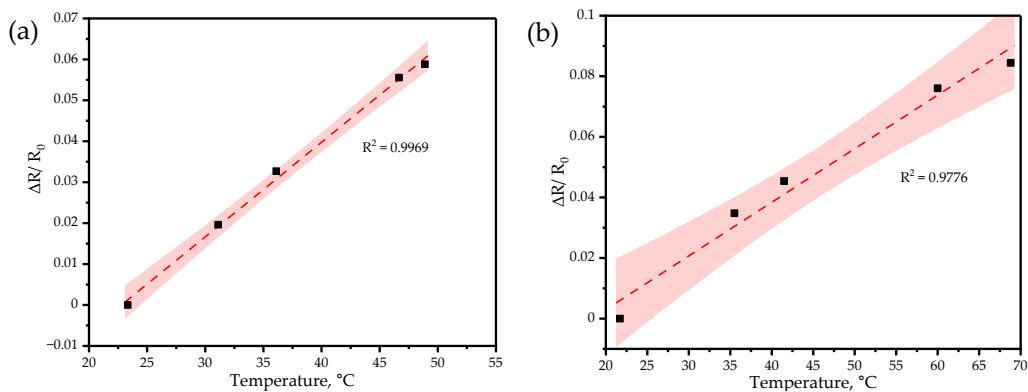 (a)
0.07
0.06
0.05
0.04
0.03
0.02
0.01
0
−0.01
ΔR/ R₀
R² = 0.9969
20 25 30 35 40 45 50 55
Temperature, °C
(b)
0.1
0.08
0.06
0.04
0.02
0
ΔR/ R₀
R² = 0.9776
20 25 30 35 40 45 50 55 60 65 70
Temperature, °C